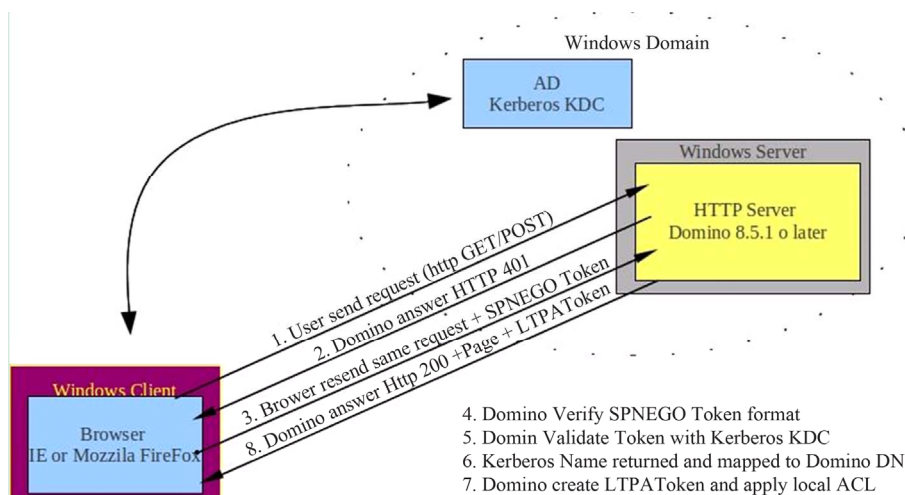 Windows Domain
AD
Kerberos KDC
Windows Server
HTTP Server
Domino 8.5.1 o later
1. User send request (http GET/POST)
2. Domino answer HTTP 401
3. Brower resend same request + SPNEGO Token
8. Domino answer Http 200 +Page + LTPAToken
Windows Client
Browser
IE or Mozzila FireFox
4. Domino Verify SPNEGO Token format
5. Domin Validate Token with Kerberos KDC
6. Kerberos Name returned and mapped to Domino DN
7. Domino create LTPAToken and apply local ACL